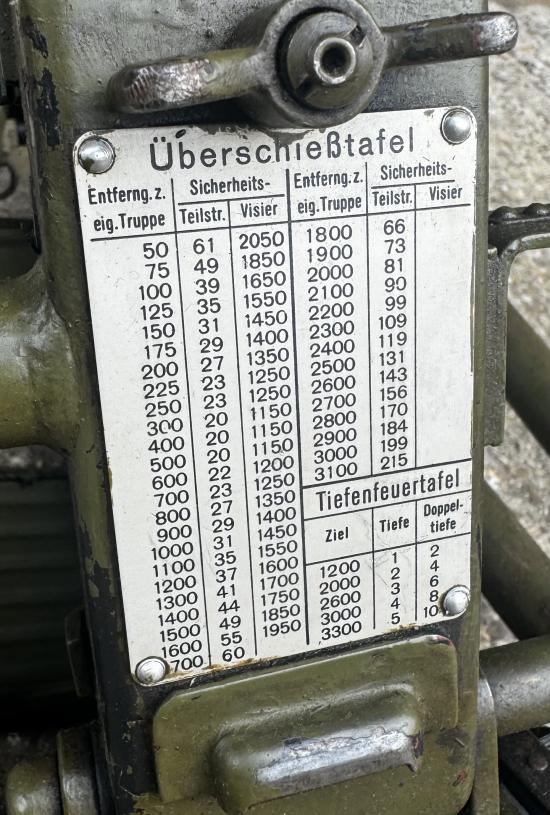 Überschießtafel
Entferng.z. eig.Truppe
Sicherheits-
Teilstr. Visier
50 61 2050
75 49 1850
100 39 1650
125 35 1550
150 31 1450
175 29 1400
200 27 1350
225 23 1250
250 23 1250
300 20 1150
400 20 1150
500 20 1150
600 22 1200
700 23 1250
800 27 1350
900 29 1400
1000 31 1450
1100 35 1550
1200 37 1600
1300 41 1700
1400 44 1750
1500 49 1850
1600 55 1950
700 60
Entferng.z. eig.Truppe
Sicherheits-
Teilstr. Visier
1800 66
1900 73
2000 81
2100 90
2200 99
2300 109
2400 119
2500 131
2600 143
2700 156
2800 170
2900 184
3000 199
3100 215
Tiefenfeuertafel
Ziel Tiefe Doppel-
tiefe
1200 1 2
2000 2 4
2600 3 6
3000 4 8
3300 5 10